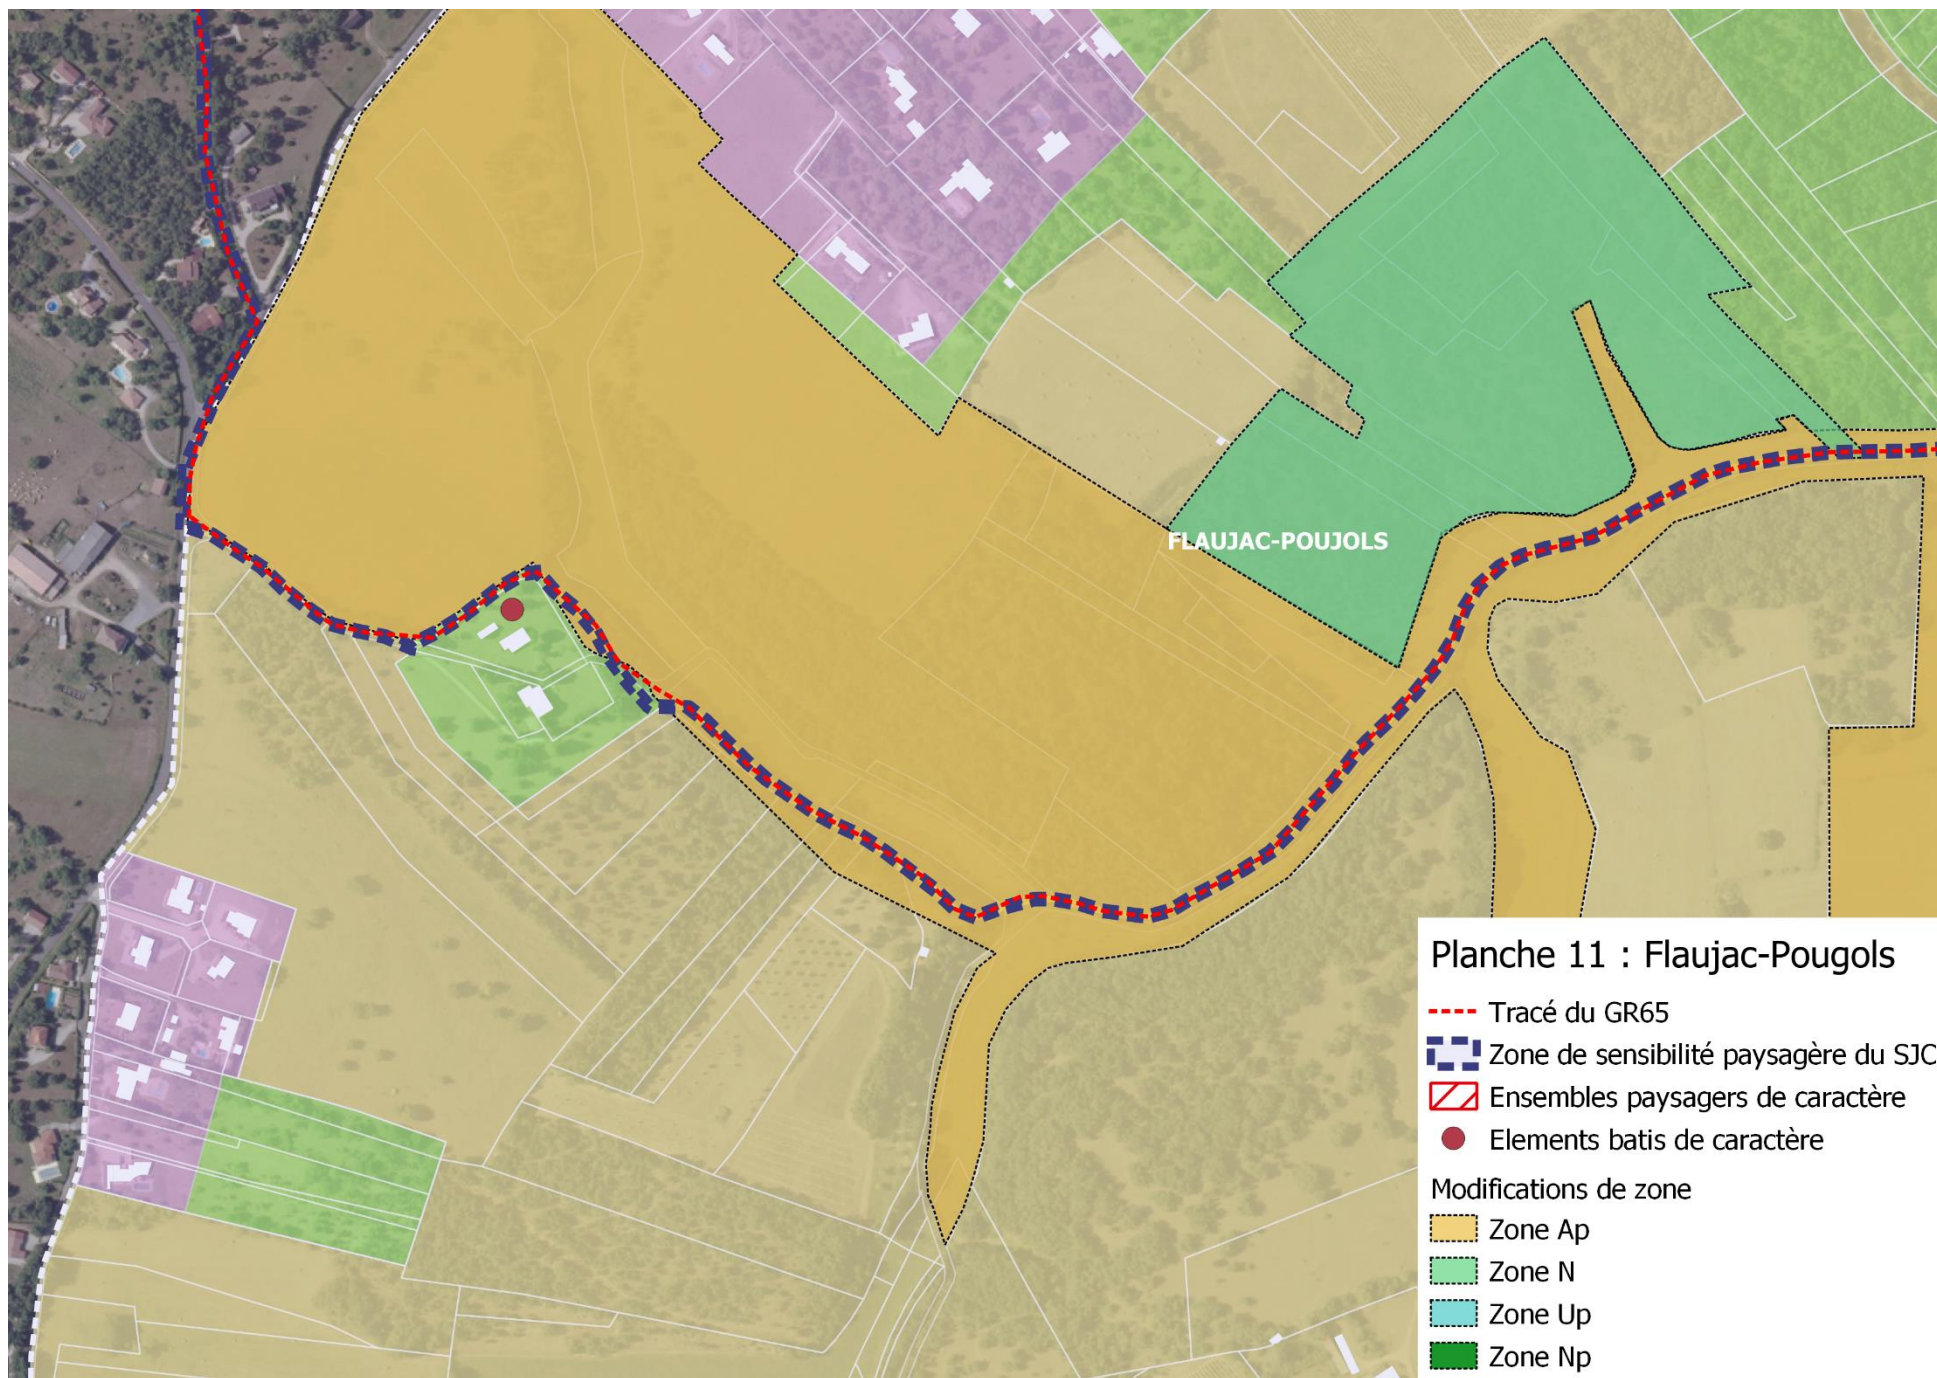 FLAUJAC-POUJOLS
Planche 11 : Flaujac-Pougols
Tracé du GR65
Zone de sensibilité paysagère du SJC
Ensembles paysagers de caractère
Elements batis de caractère
Modifications de zone
Zone Ap
Zone N
Zone Up
Zone Np